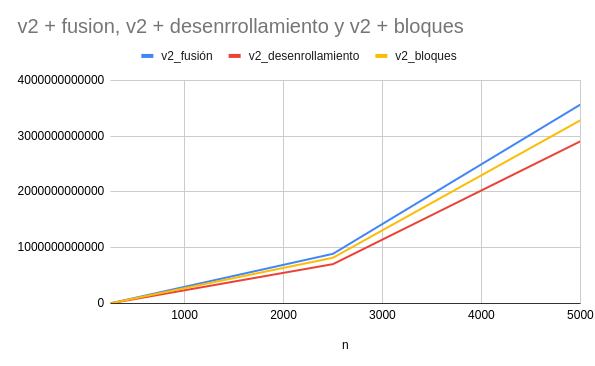 v2 + fusion, v2 + desenrrollamiento y v2 + bloques
v2_fusión v2_desenrollamiento v2_bloques
4000000000000
3000000000000
2000000000000
1000000000000
0
1000 2000 3000 4000 5000
n